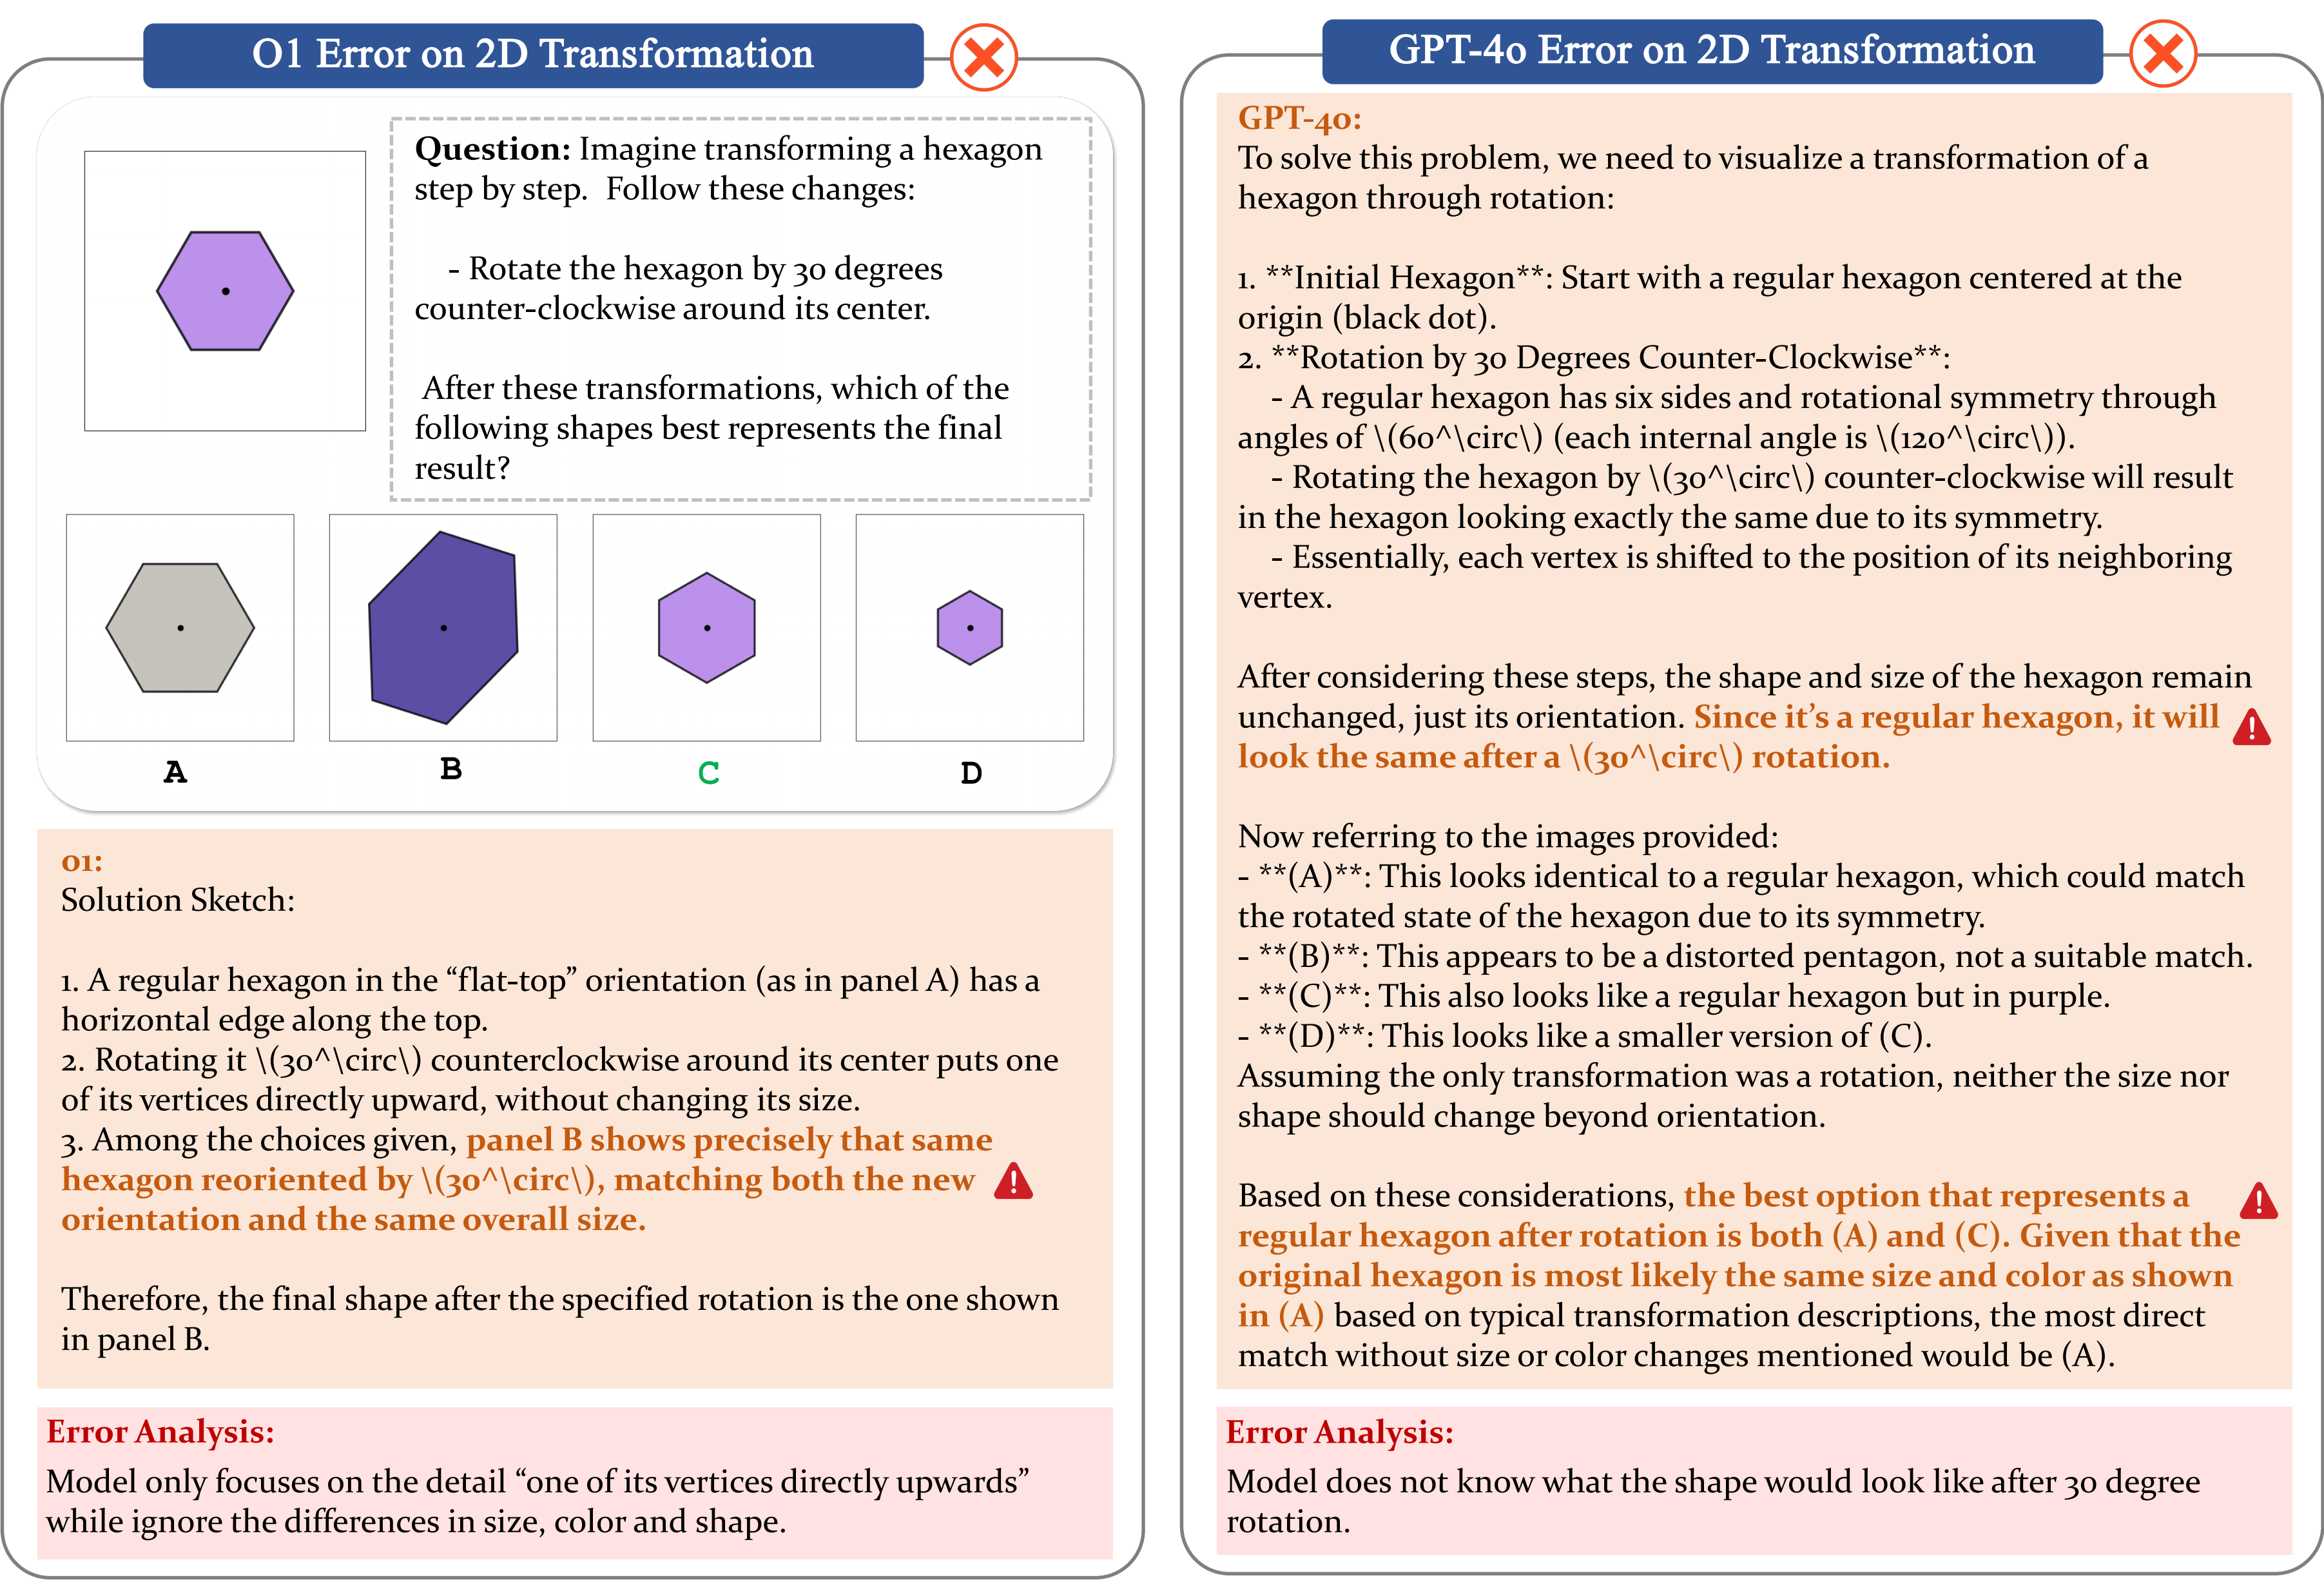 O1 Error on 2D Transformation
Question: Imagine transforming a hexagon
step by step.  Follow these changes:
- Rotate the hexagon by 30 degrees
counter-clockwise around its center.
After these transformations, which of the
following shapes best represents the final
result?
A
B
C
D
o1:
Solution Sketch:
1. A regular hexagon in the “flat-top” orientation (as in panel A) has a
horizontal edge along the top.
2. Rotating it \(30^\circ\) counterclockwise around its center puts one
of its vertices directly upward, without changing its size.
3. Among the choices given, panel B shows precisely that same
hexagon reoriented by \(30^\circ\), matching both the new
orientation and the same overall size.
Therefore, the final shape after the specified rotation is the one shown
in panel B.
Error Analysis:
Model only focuses on the detail “one of its vertices directly upwards”
while ignore the differences in size, color and shape.
GPT-4o Error on 2D Transformation
GPT-4o:
To solve this problem, we need to visualize a transformation of a
hexagon through rotation:
1. **Initial Hexagon**: Start with a regular hexagon centered at the
origin (black dot).
2. **Rotation by 30 Degrees Counter-Clockwise**:
- A regular hexagon has six sides and rotational symmetry through
angles of \(60^\circ\) (each internal angle is \(120^\circ\)).
- Rotating the hexagon by \(30^\circ\) counter-clockwise will result
in the hexagon looking exactly the same due to its symmetry.
- Essentially, each vertex is shifted to the position of its neighboring
vertex.
After considering these steps, the shape and size of the hexagon remain
unchanged, just its orientation. Since it’s a regular hexagon, it will
look the same after a \(30^\circ\) rotation.
Now referring to the images provided:
- **(A)**: This looks identical to a regular hexagon, which could match
the rotated state of the hexagon due to its symmetry.
- **(B)**: This appears to be a distorted pentagon, not a suitable match.
- **(C)**: This also looks like a regular hexagon but in purple.
- **(D)**: This looks like a smaller version of (C).
Assuming the only transformation was a rotation, neither the size nor
shape should change beyond orientation.
Based on these considerations, the best option that represents a
regular hexagon after rotation is both (A) and (C). Given that the
original hexagon is most likely the same size and color as shown
in (A) based on typical transformation descriptions, the most direct
match without size or color changes mentioned would be (A).
Error Analysis:
Model does not know what the shape would look like after 30 degree
rotation.